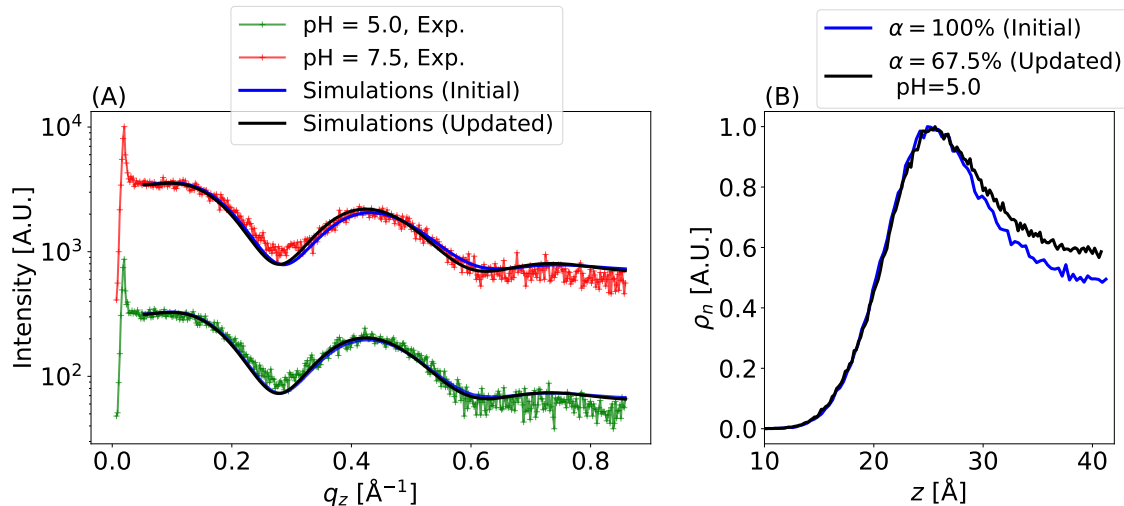 pH = 5.0, Exp.
pH = 7.5, Exp.
Simulations (Initial)
Simulations (Updated)
(A)
10⁴
10³
10²
Intensity [A.U.]
0.0 0.2 0.4 0.6 0.8
q_z [Å⁻¹]
α = 100% (Initial)
α = 67.5% (Updated)
pH=5.0
(B)
1.0
0.8
0.6
0.4
0.2
0.0
ρ_n [A.U.]
10 20 30 40
z [Å]